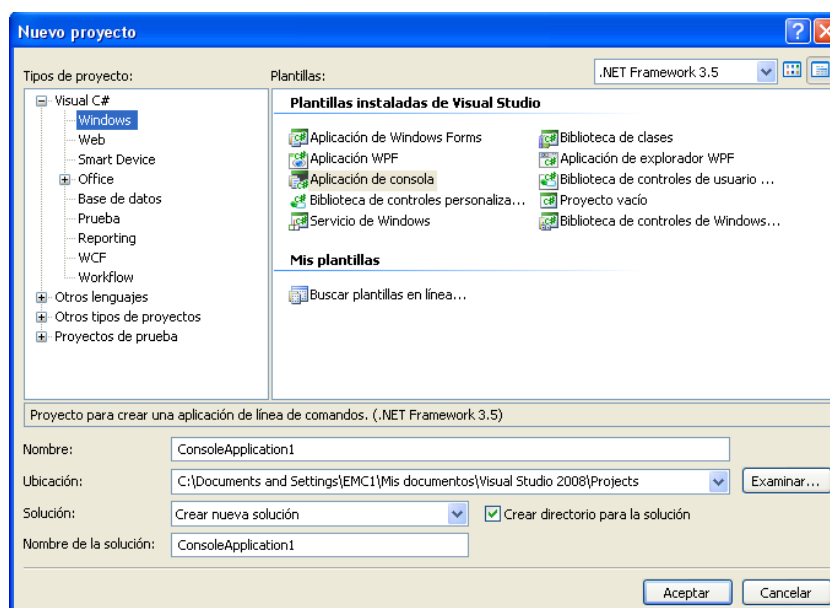 Nuevo proyecto
Tipos de proyecto:
Plantillas:
.NET Framework 3.5
Visual C#
Windows
Web
Smart Device
Office
Base de datos
Prueba
Reporting
WCF
Workflow
Otros lenguajes
Otros tipos de proyectos
Proyectos de prueba
Plantillas instaladas de Visual Studio
Aplicación de Windows Forms
Biblioteca de clases
Aplicación WPF
Aplicación de explorador WPF
Aplicación de consola
Biblioteca de controles de usuario ...
Biblioteca de controles personaliza...
Proyecto vacío
Servicio de Windows
Biblioteca de controles de Windows...
Mis plantillas
Buscar plantillas en línea...
Proyecto para crear una aplicación de línea de comandos. (.NET Framework 3.5)
Nombre:
ConsoleApplication1
Ubicación:
C:\Documents and Settings\EMC1\Mis documentos\Visual Studio 2008\Projects
Examinar...
Solución:
Crear nueva solución
Crear directorio para la solución
Nombre de la solución:
ConsoleApplication1
Aceptar
Cancelar